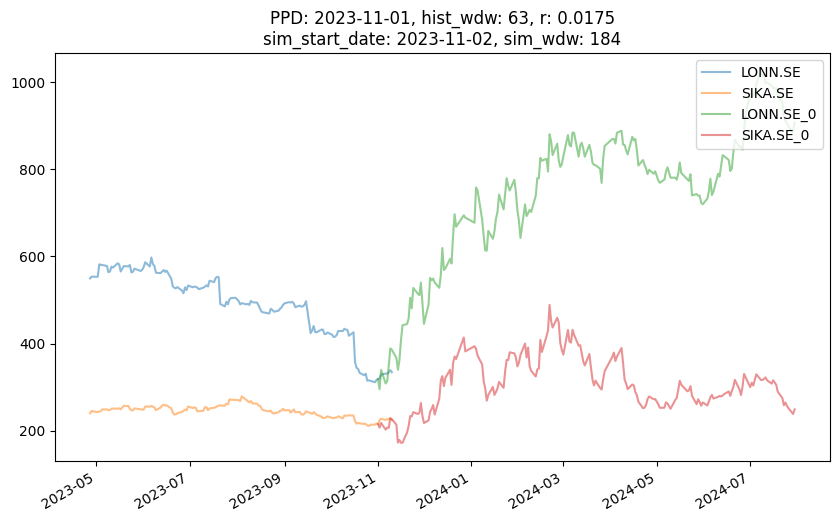 PPD: 2023-11-01, hist_wdw: 63, r: 0.0175
sim_start_date: 2023-11-02, sim_wdw: 184
1000
800
600
400
200
LONN.SE
SIKA.SE
LONN.SE_0
SIKA.SE_0
2023-05
2023-07
2023-09
2023-11
2024-01
2024-03
2024-05
2024-07